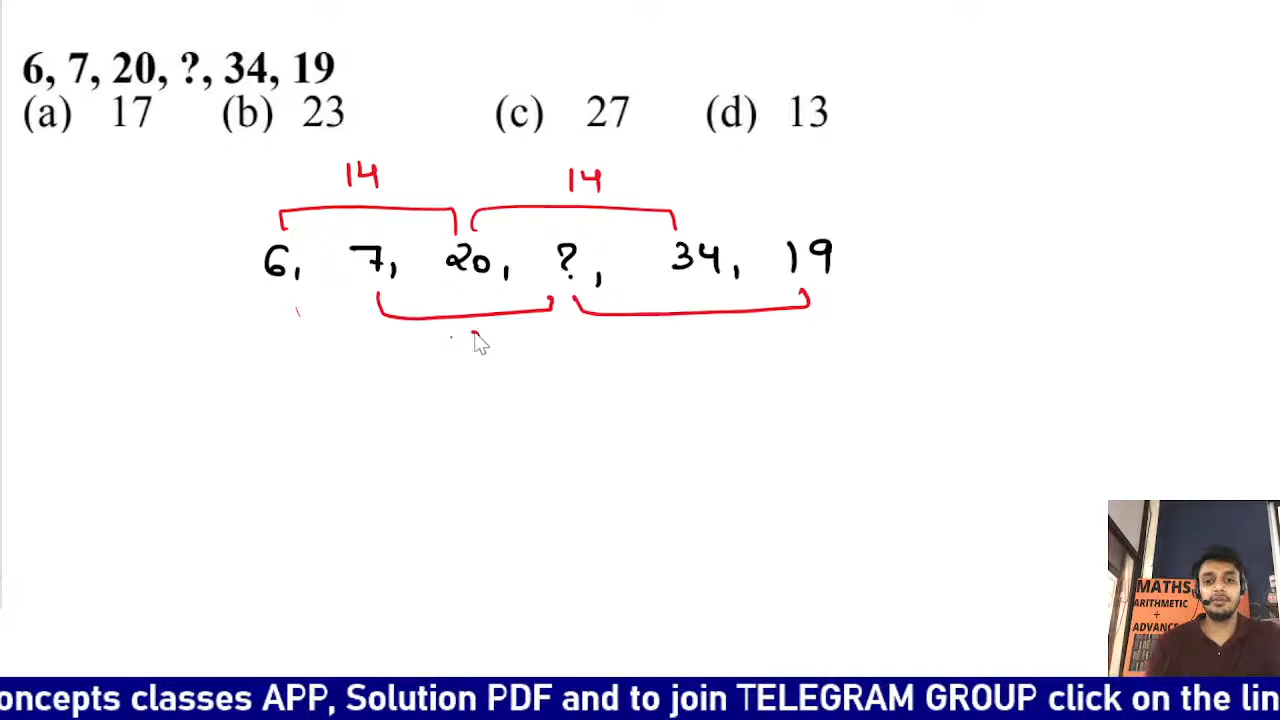 6, 7, 20, ?, 34, 19
(a) 17 (b) 23 (c) 27 (d) 13
14 14
6, 7, 20, ?, 34, 19
MATHS
ARITHMETIC
+
ADVANCE
oncepts classes APP, Solution PDF and to join TELEGRAM GROUP click on the lin